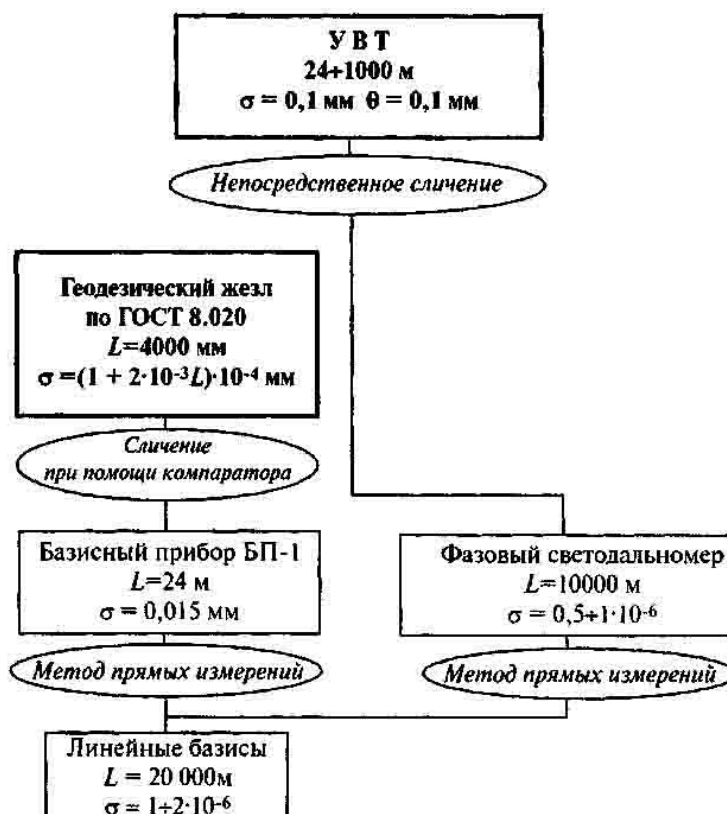 У В Т
24÷1000 м
σ = 0,1 мм θ = 0,1 мм
Непосредственное сличение
Геодезический жезл
по ГОСТ 8.020
L=4000 мм
σ =(1 + 2·10⁻³L)·10⁻⁴ мм
Сличение
при помощи компаратора
Базисный прибор БП-1
L=24 м
σ = 0,015 мм
Фазовый светодальномер
L=10000 м
σ = 0,5÷1·10⁻⁶
Метод прямых измерений
Метод прямых измерений
Линейные базисы
L = 20 000м
σ = 1÷2·10⁻⁶